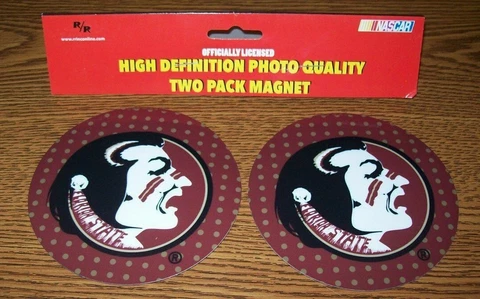 R/R
NASCAR
OFFICIALLY LICENSED
HIGH DEFINITION PHOTO QUALITY
TWO PACK MAGNET
FLORIDA STATE
®
FLORIDA STATE
®